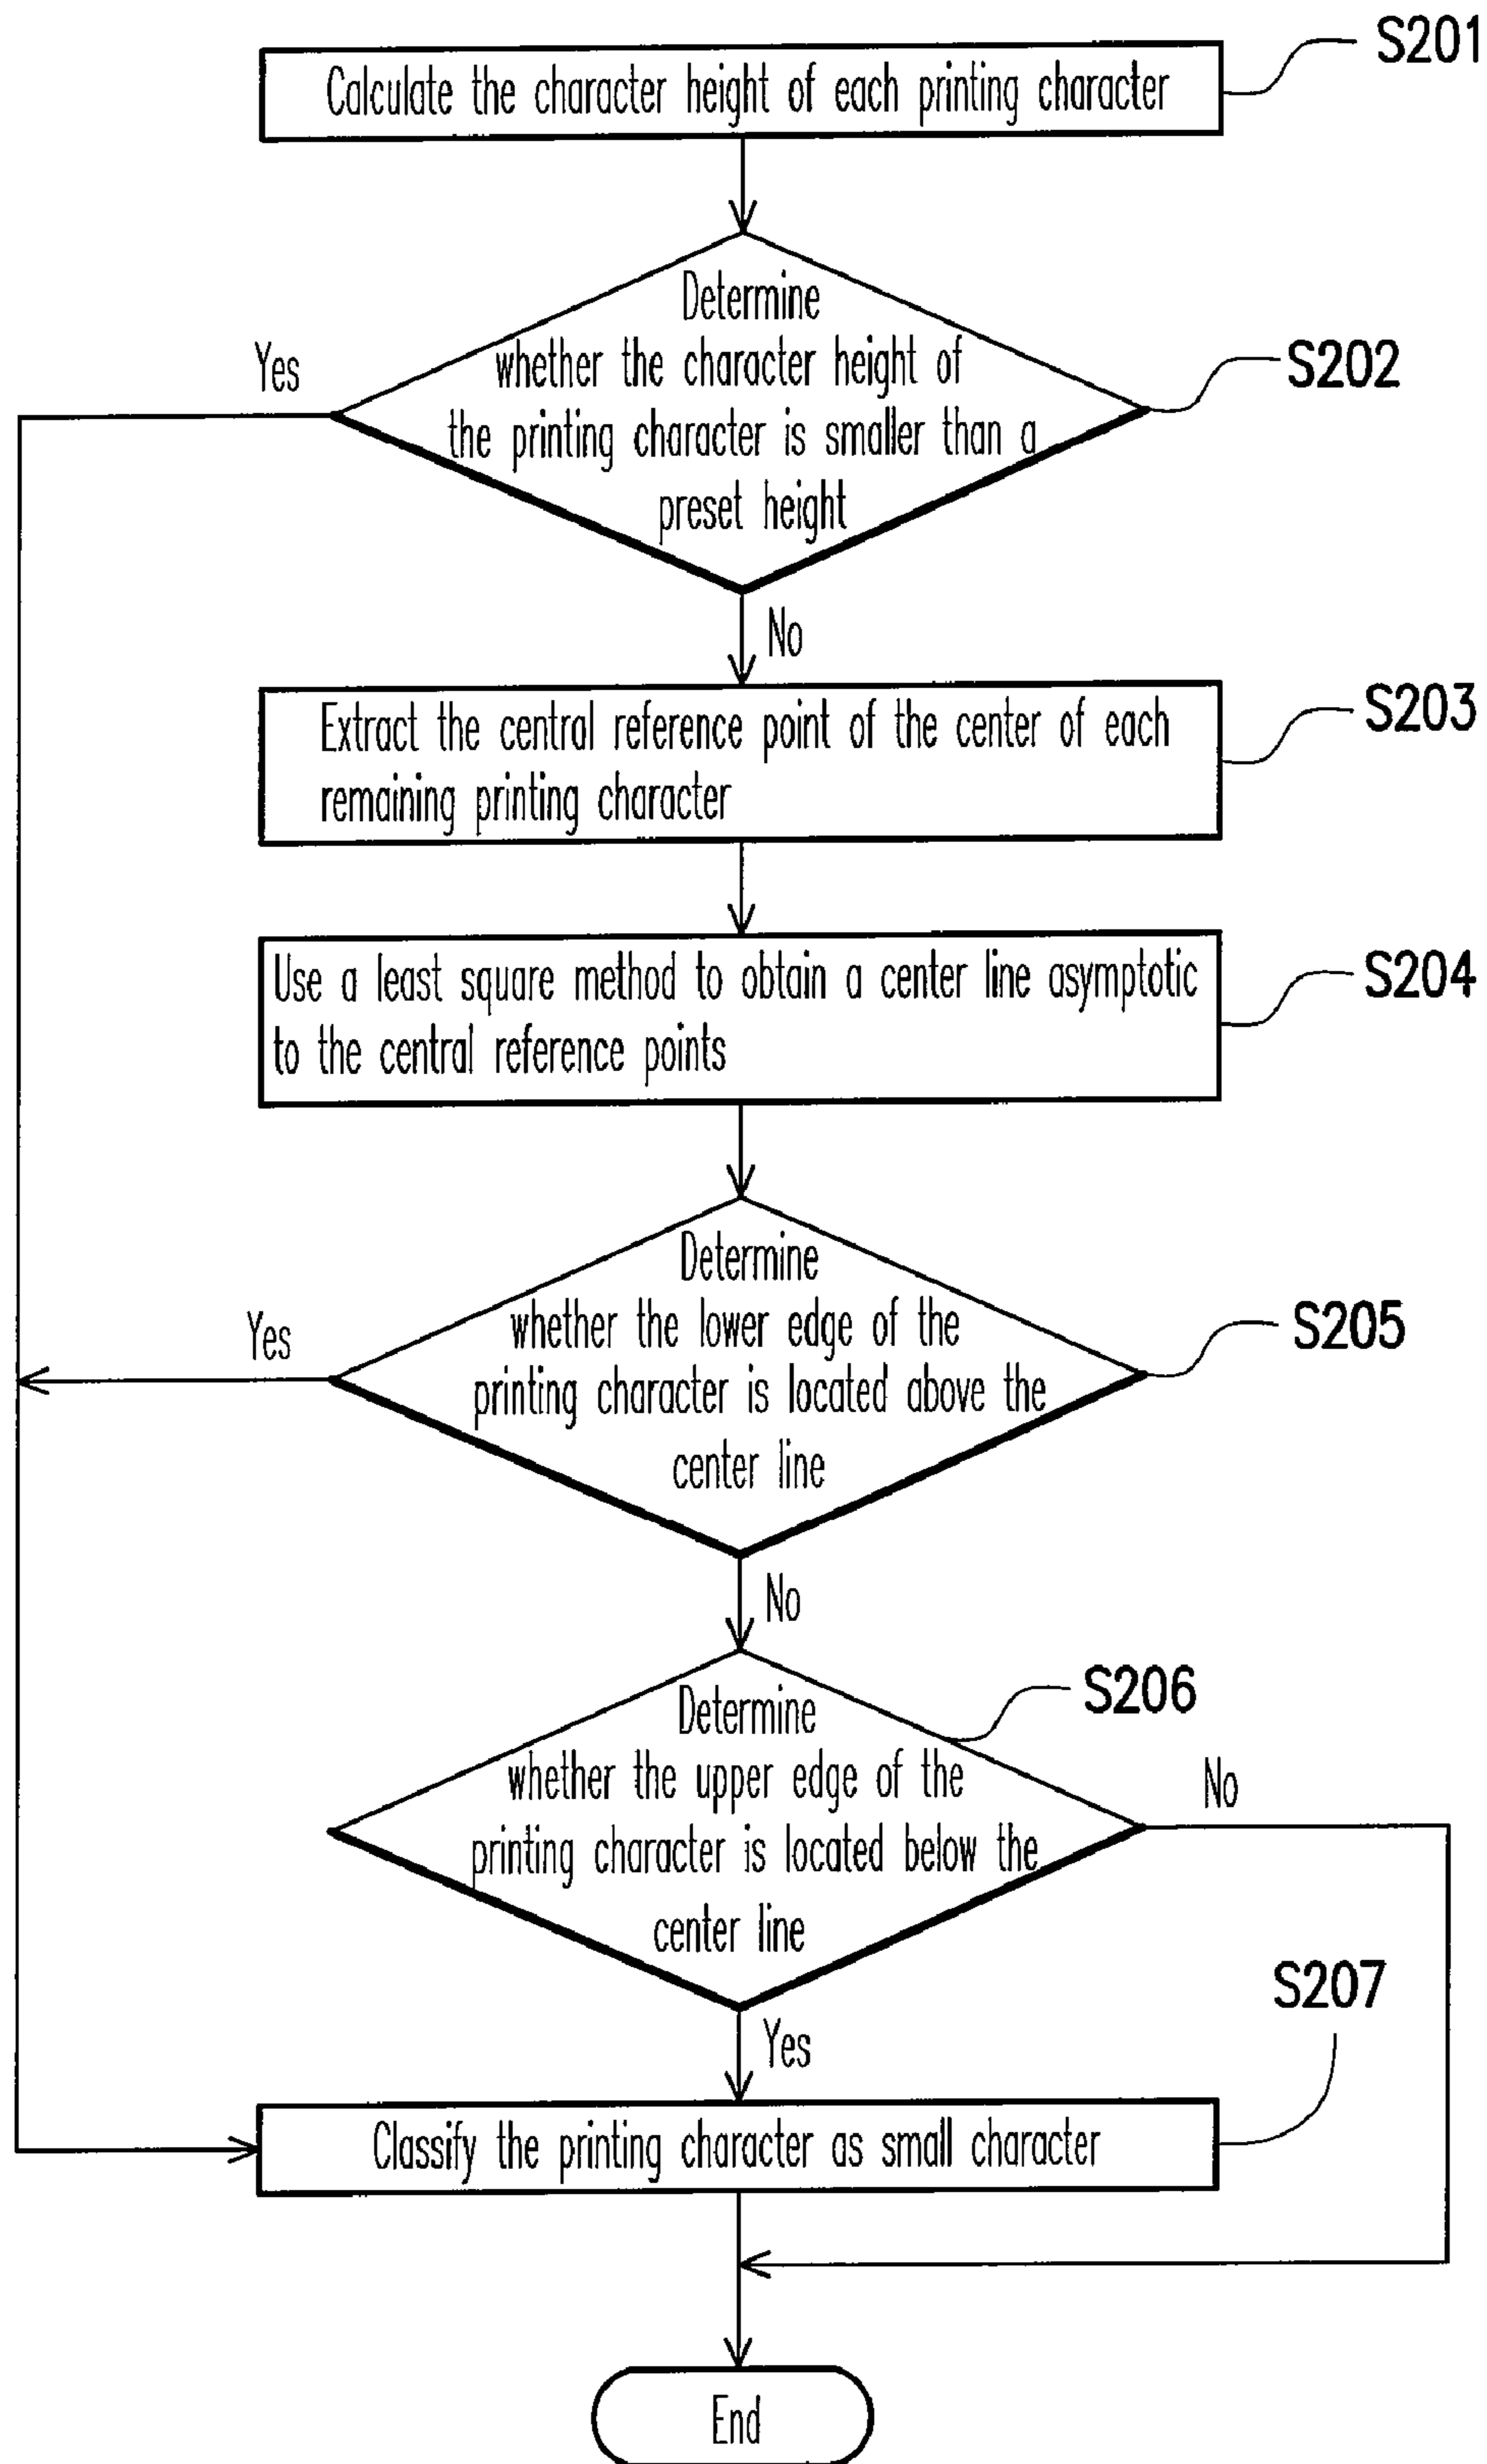 S201
Calculate the character height of each printing character
Determine
whether the character height of
the printing character is smaller than a
preset height
Yes
S202
No
Extract the central reference point of the center of each
remaining printing character
S203
Use a least square method to obtain a center line asymptotic
to the central reference points
S204
Determine
whether the lower edge of the
printing character is located above the
center line
Yes
S205
No
S206
Determine
whether the upper edge of the
printing character is located below the
center line
No
S207
Yes
Classify the printing character as small character
End